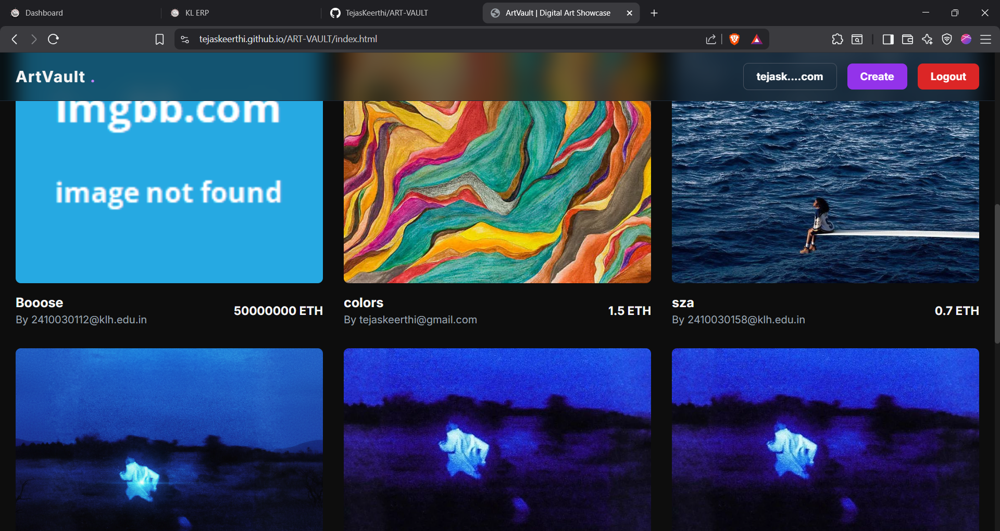 Dashboard
KL ERP
TejasKeerthi/ART-VAULT
ArtVault | Digital Art Showcase
tejaskeerthi.github.io/ART-VAULT/index.html
ArtVault .
tejask....com
Create
Logout
imgbb.com
image not found
Booose
By 2410030112@klh.edu.in
50000000 ETH
colors
By tejaskeerthi@gmail.com
1.5 ETH
sza
By 2410030158@klh.edu.in
0.7 ETH